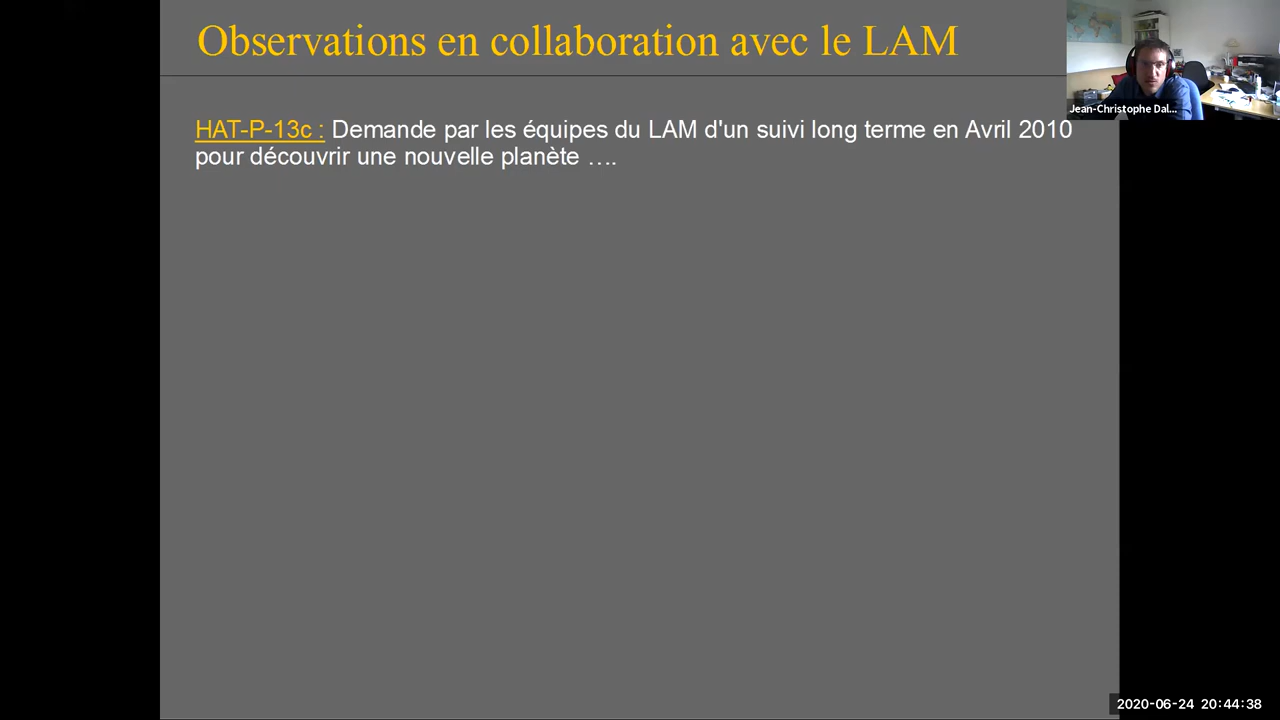 Observations en collaboration avec le LAM
Jean-Christophe Dal...
HAT-P-13c : Demande par les équipes du LAM d'un suivi long terme en Avril 2010
pour découvrir une nouvelle planète ….
2020-06-24 20:44:38